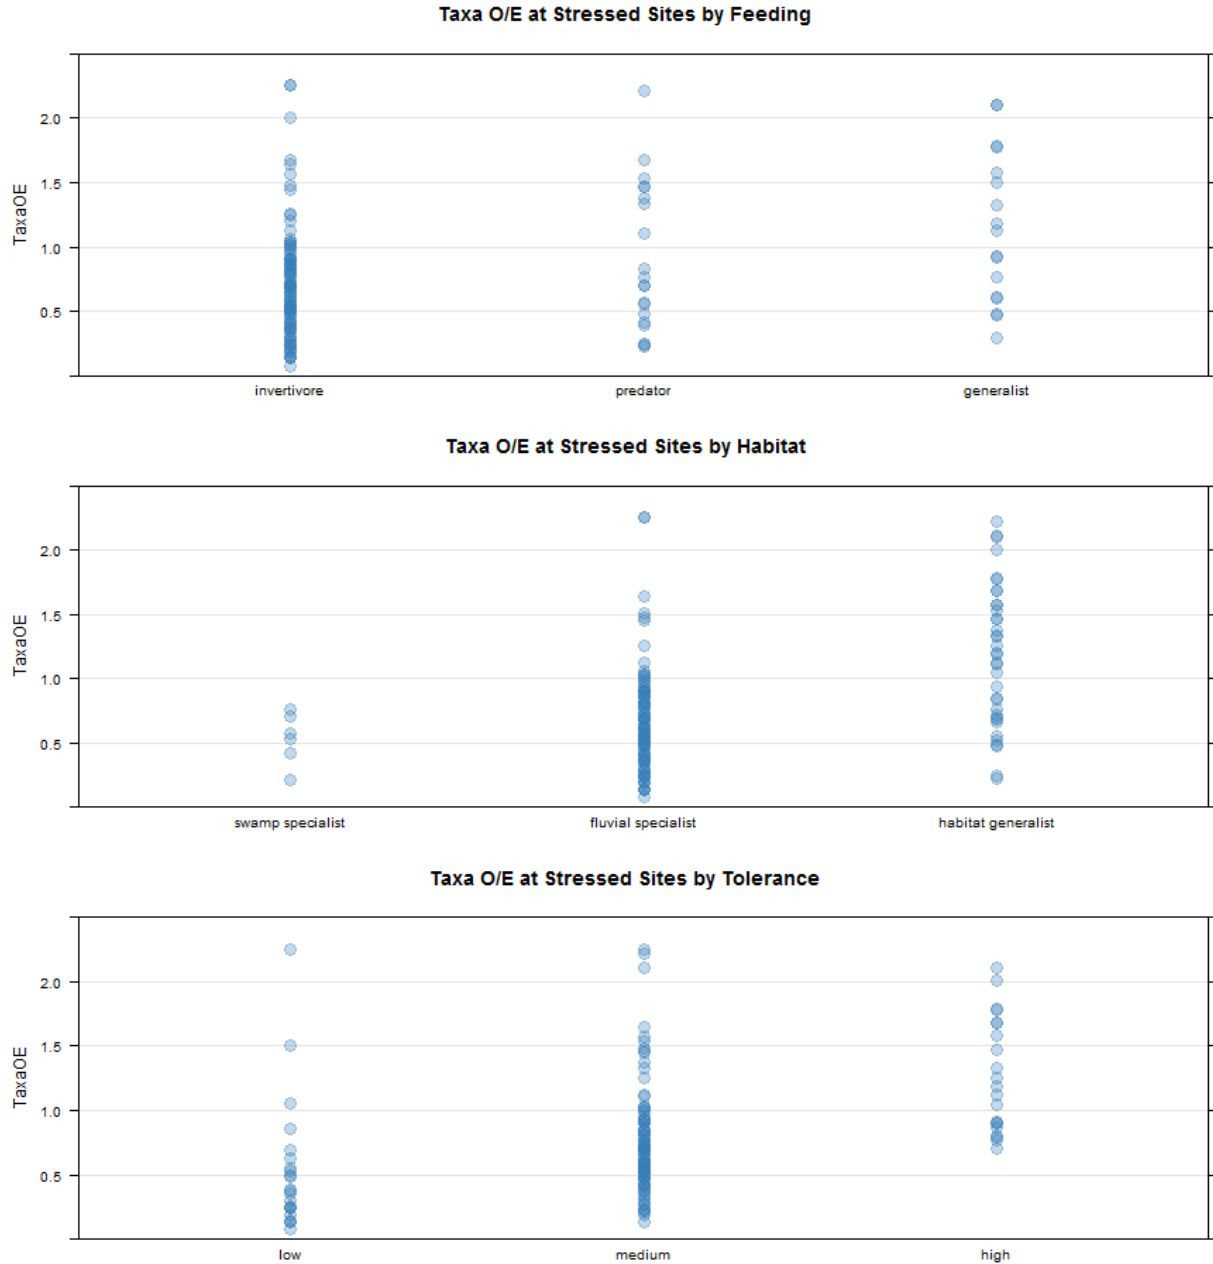 Taxa O/E at Stressed Sites by Feeding
TaxaOE
2.0
1.5
1.0
0.5
invertivore predator generalist
Taxa O/E at Stressed Sites by Habitat
TaxaOE
2.0
1.5
1.0
0.5
swamp specialist fluvial specialist habitat generalist
Taxa O/E at Stressed Sites by Tolerance
TaxaOE
2.0
1.5
1.0
0.5
low medium high